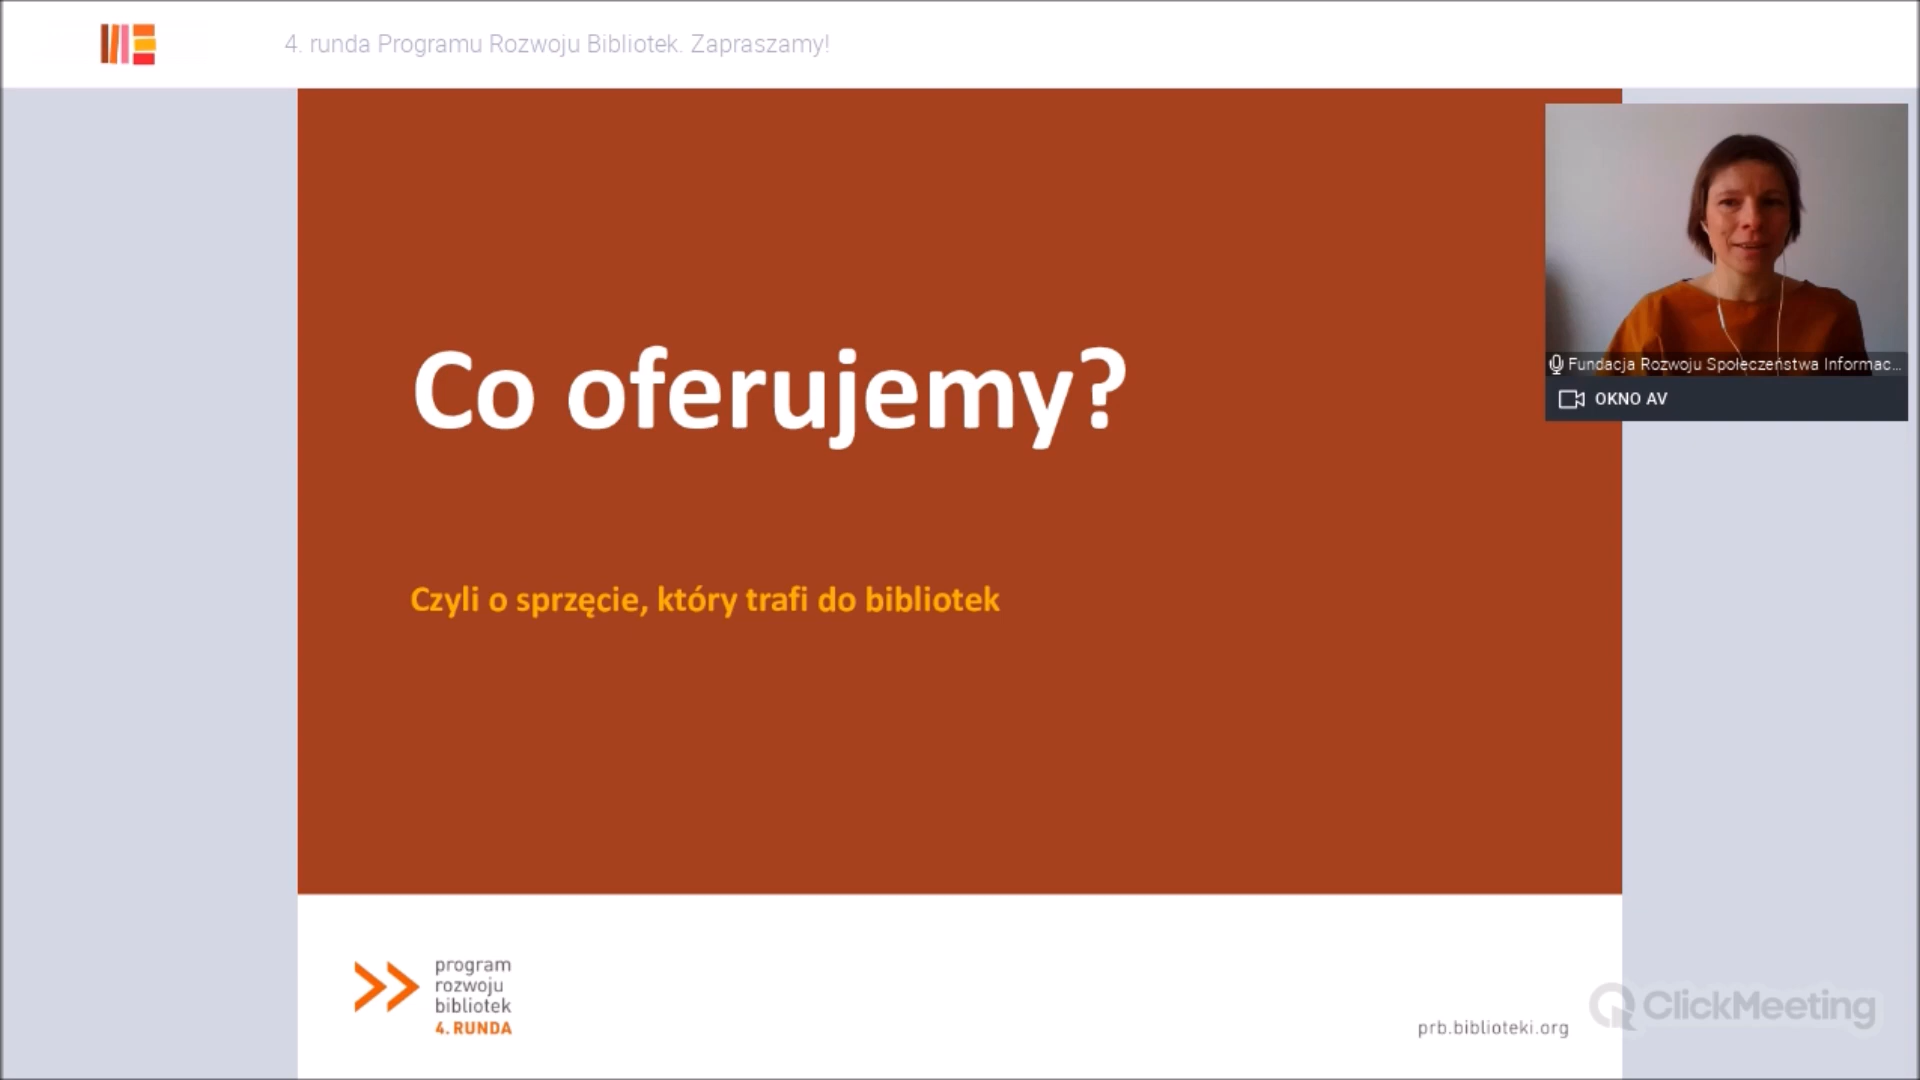 4. runda Programu Rozwoju Bibliotek. Zapraszamy!
Co oferujemy?
Czyli o sprzęcie, który trafi do bibliotek
Fundacja Rozwoju Społeczeństwa Informac...
OKNO AV
program
rozwoju
bibliotek
4. RUNDA
prb.biblioteki.org
ClickMeeting